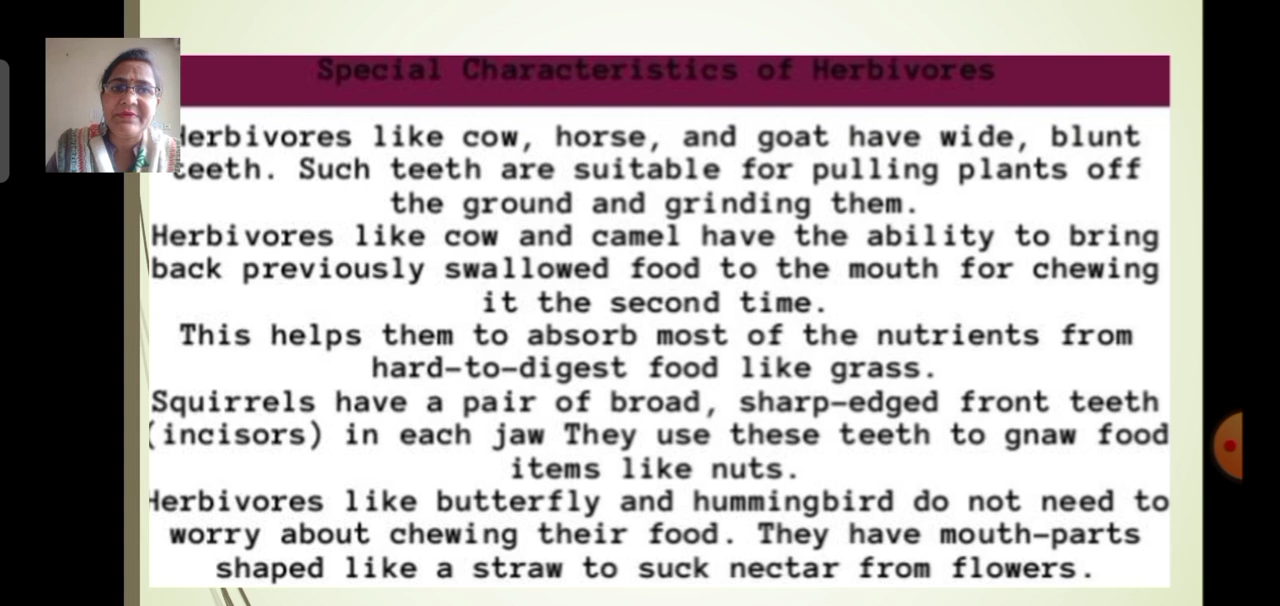 Special Characteristics of Herbivores
Herbivores like cow, horse, and goat have wide, blunt
teeth. Such teeth are suitable for pulling plants off
the ground and grinding them.
Herbivores like cow and camel have the ability to bring
back previously swallowed food to the mouth for chewing
it the second time.
This helps them to absorb most of the nutrients from
hard-to-digest food like grass.
Squirrels have a pair of broad, sharp-edged front teeth
(incisors) in each jaw They use these teeth to gnaw food
items like nuts.
Herbivores like butterfly and hummingbird do not need to
worry about chewing their food. They have mouth-parts
shaped like a straw to suck nectar from flowers.